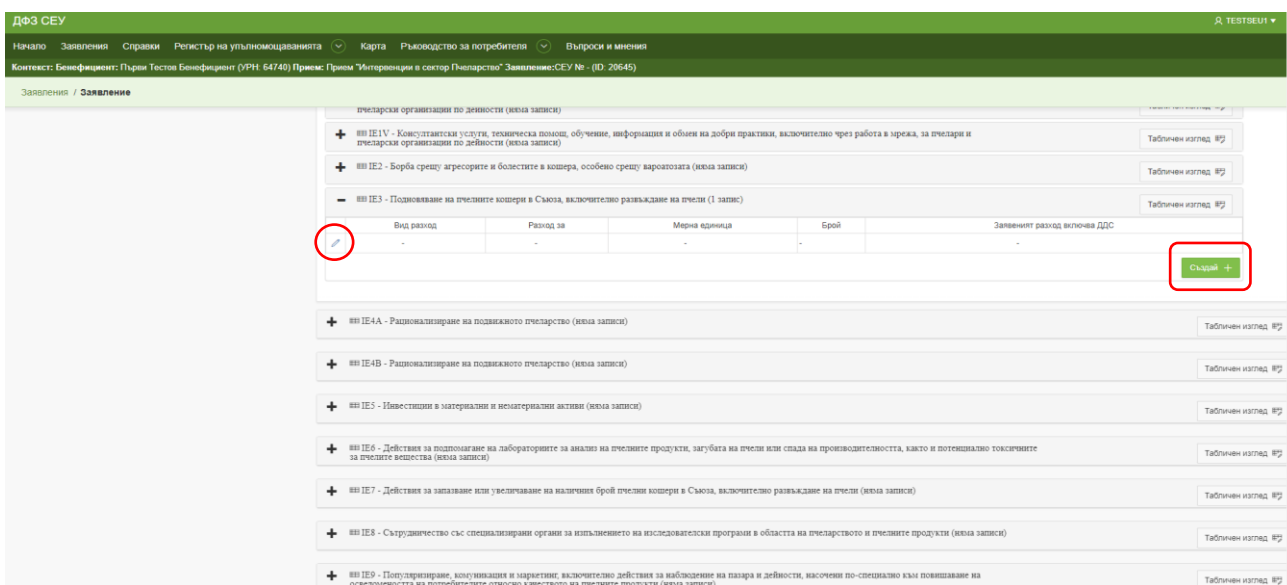 ДФЗ СЕУ
TESTSEU1
Начало Заявления Справки Регистър на упълномощаванията Карта Ръководство за потребителя Въпроси и мнения
Контекст: Бенефициент: Първи Тестов Бенефициент (УРН: 64740) Прием: Прием "Интервенции в сектор Пчеларство" Заявление:СЕУ № - (ID: 20645)
Заявления / Заявление
пчеларски организации по дейности (няма записи)
IE1V - Консултантски услуги, техническа помощ, обучение, информация и обмен на добри практики, включително чрез работа в мрежа, за пчелари и
пчеларски организации по дейности (няма записи)
Табличен изглед
IE2 - Борба срещу агресорите и болестите в кошера, особено срещу вароатозата (няма записи)
Табличен изглед
IE3 - Подновяване на пчелните кошери в Съюза, включително развъждане на пчели (1 запис)
Табличен изглед
Вид разход Разход за Мерна единица Брой Заявеният разход включва ДДС
- - - - -
Създай +
IE4A - Рационализиране на подвижното пчеларство (няма записи)
Табличен изглед
IE4B - Рационализиране на подвижното пчеларство (няма записи)
Табличен изглед
IE5 - Инвестиции в материални и нематериални активи (няма записи)
Табличен изглед
IE6 - Действия за подпомагане на лабораториите за анализ на пчелните продукти, загубата на пчели или спада на производителността, както и потенциално токсичните
за пчелите вещества (няма записи)
Табличен изглед
IE7 - Действия за запазване или увеличаване на наличния брой пчелни кошери в Съюза, включително развъждане на пчели (няма записи)
Табличен изглед
IE8 - Сътрудничество със специализирани органи за изпълнението на изследователски програми в областта на пчеларството и пчелните продукти (няма записи)
Табличен изглед
IE9 - Популяризиране, комуникация и маркетинг, включително действия за наблюдение на пазара и дейности, насочени по-специално към повишаване на
осведомеността на потребителите относно качеството на пчелните продукти (няма записи)
Табличен изглед